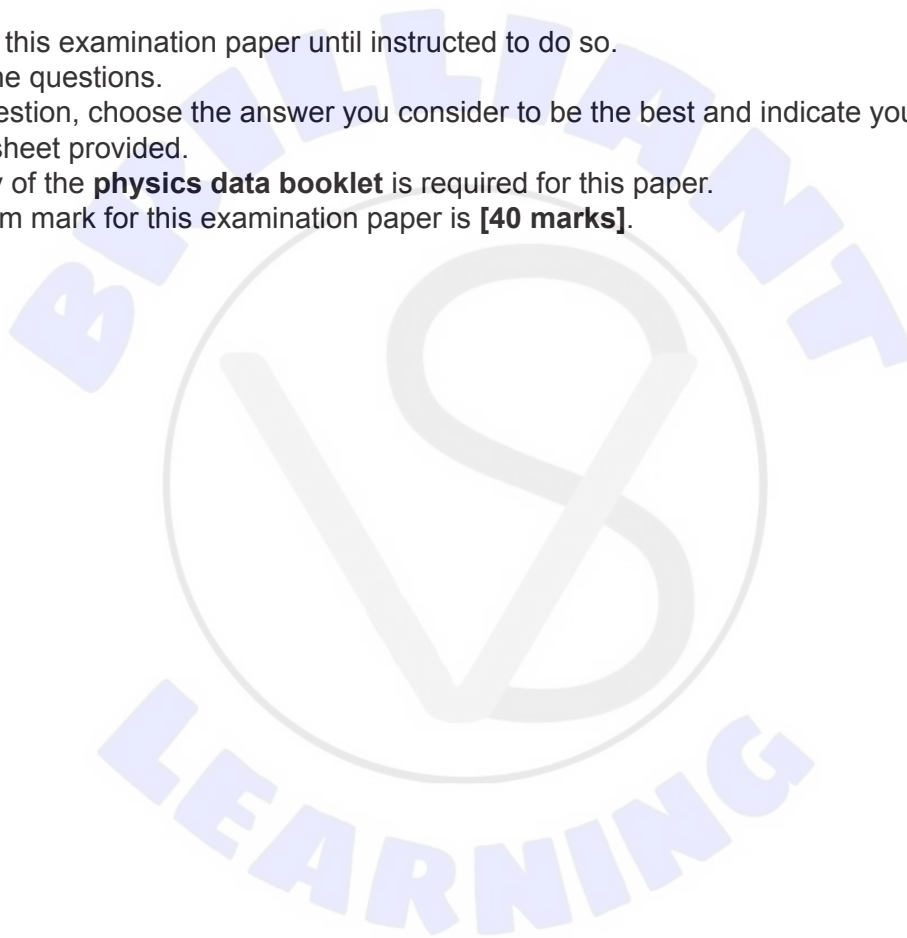 this examination paper until instructed to do so.
ne questions.
estion, choose the answer you consider to be the best and indicate you
sheet provided.
y of the physics data booklet is required for this paper.
m mark for this examination paper is [40 marks].
BRILLIANT
VS
LEARNING